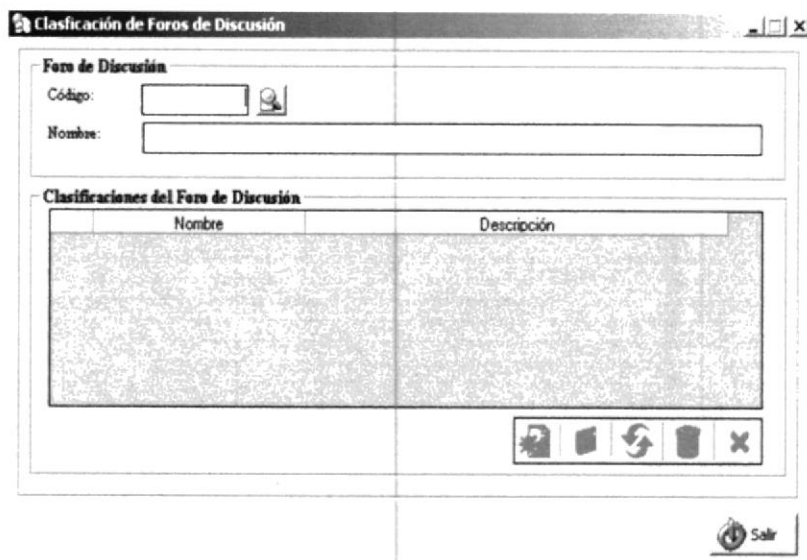 Clasficación de Foros de Discusión
Foro de Discusión
Código:
Nombre:
Clasificaciones del Foro de Discusión
Nombre Descripción
Salir